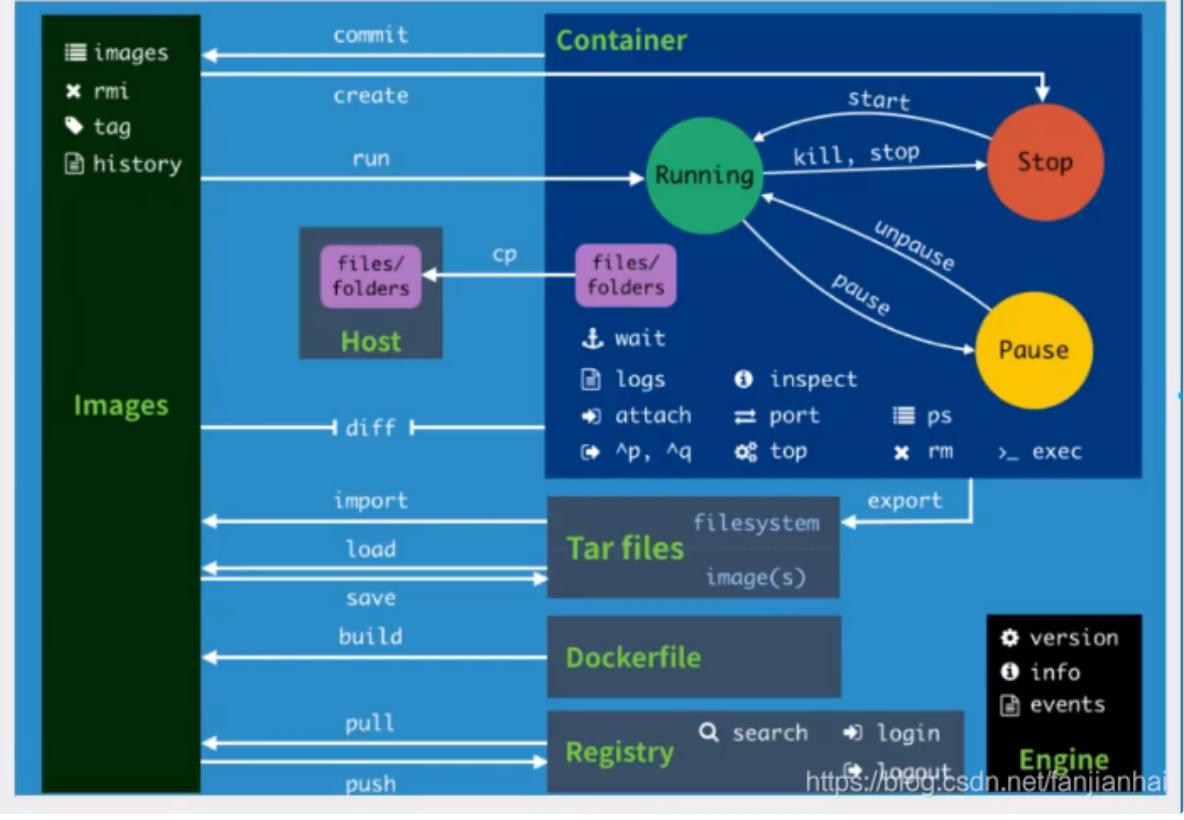 images
rmi
tag
history
Images
commit
create
run
cp
files/
folders
Host
diff
import
load
save
build
pull
push
Container
Running
start
kill, stop
Stop
unpause
pause
Pause
files/
folders
wait
logs
inspect
attach
port
ps
^p, ^q
top
rm
>_ exec
export
Tar files
filesystem
image(s)
Dockerfile
Registry
search
login
logout
version
info
events
Engine
https://blog.csdn.net/fanjianhai